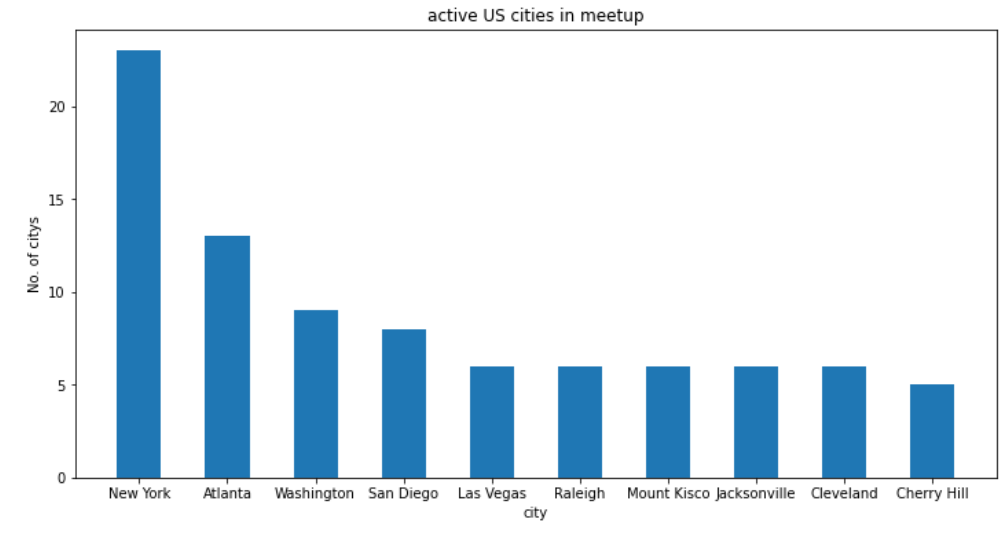 active US cities in meetup
No. of citys
20
15
10
5
0
New York Atlanta Washington San Diego Las Vegas Raleigh Mount Kisco Jacksonville Cleveland Cherry Hill
city